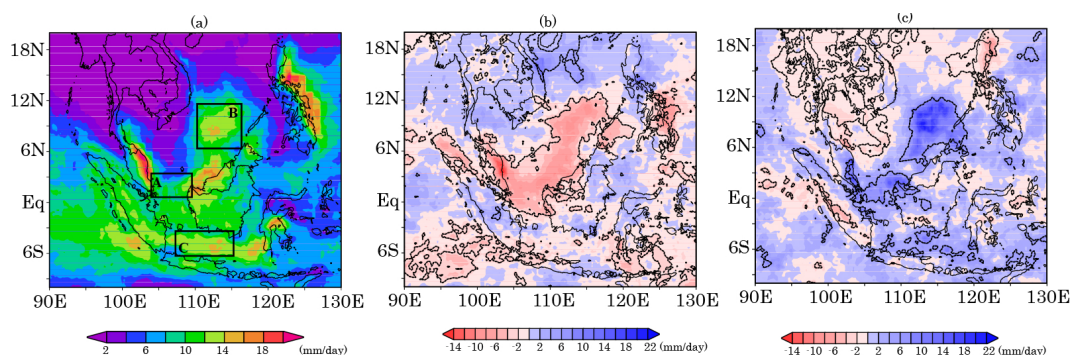 (a)
(b)
(c)
18N
12N
6N
Eq
6S
90E 100E 110E 120E 130E
B
A
C
18N
12N
6N
Eq
6S
90E 100E 110E 120E 130E
18N
12N
6N
Eq
6S
90E 100E 110E 120E 130E
2 6 10 14 18 (mm/day)
-14 -10 -6 -2 2 6 10 14 18 22 (mm/day)
-14 -10 -6 -2 2 6 10 14 18 22 (mm/day)